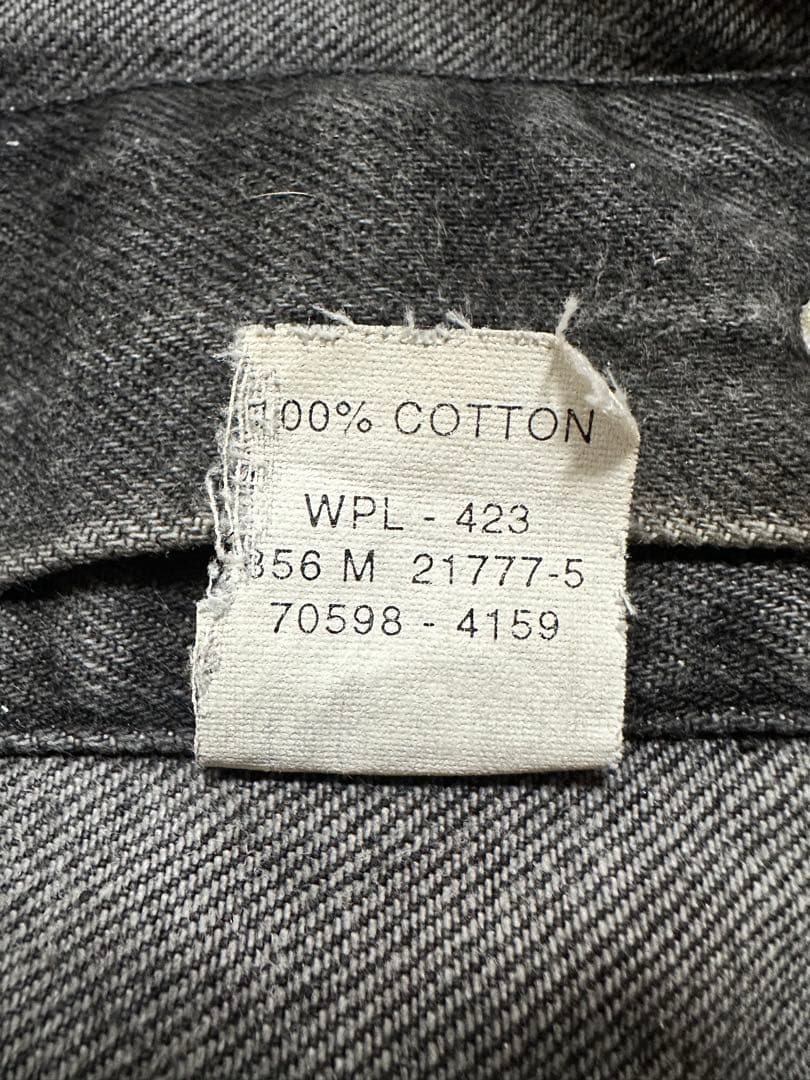 100% COTTON
WPL - 423
356 M 21777-5
70598 - 4159